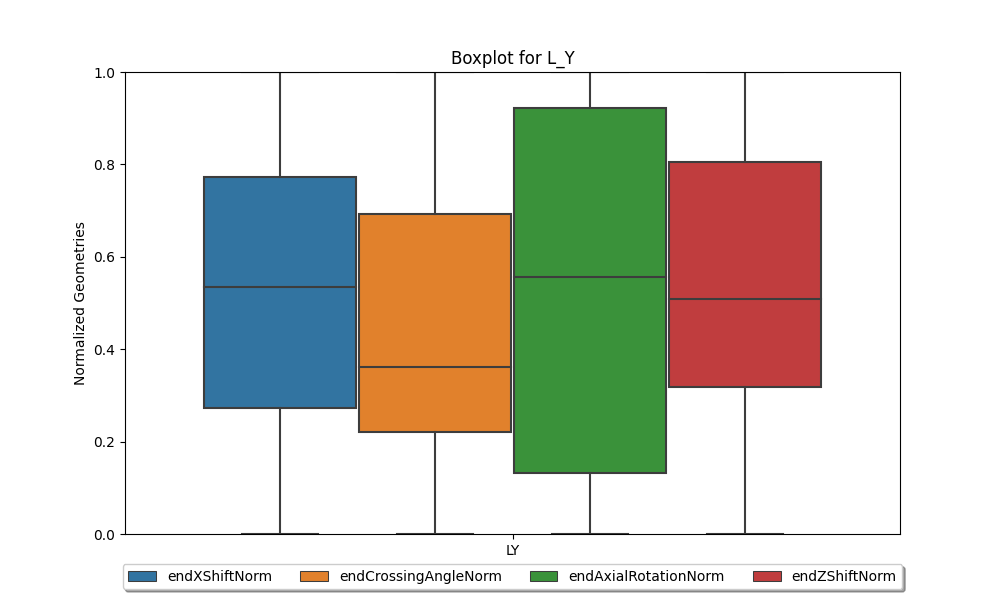 Boxplot for L_Y
Normalized Geometries
1.0
0.8
0.6
0.4
0.2
0.0
LY
endXShiftNorm endCrossingAngleNorm endAxialRotationNorm endZShiftNorm